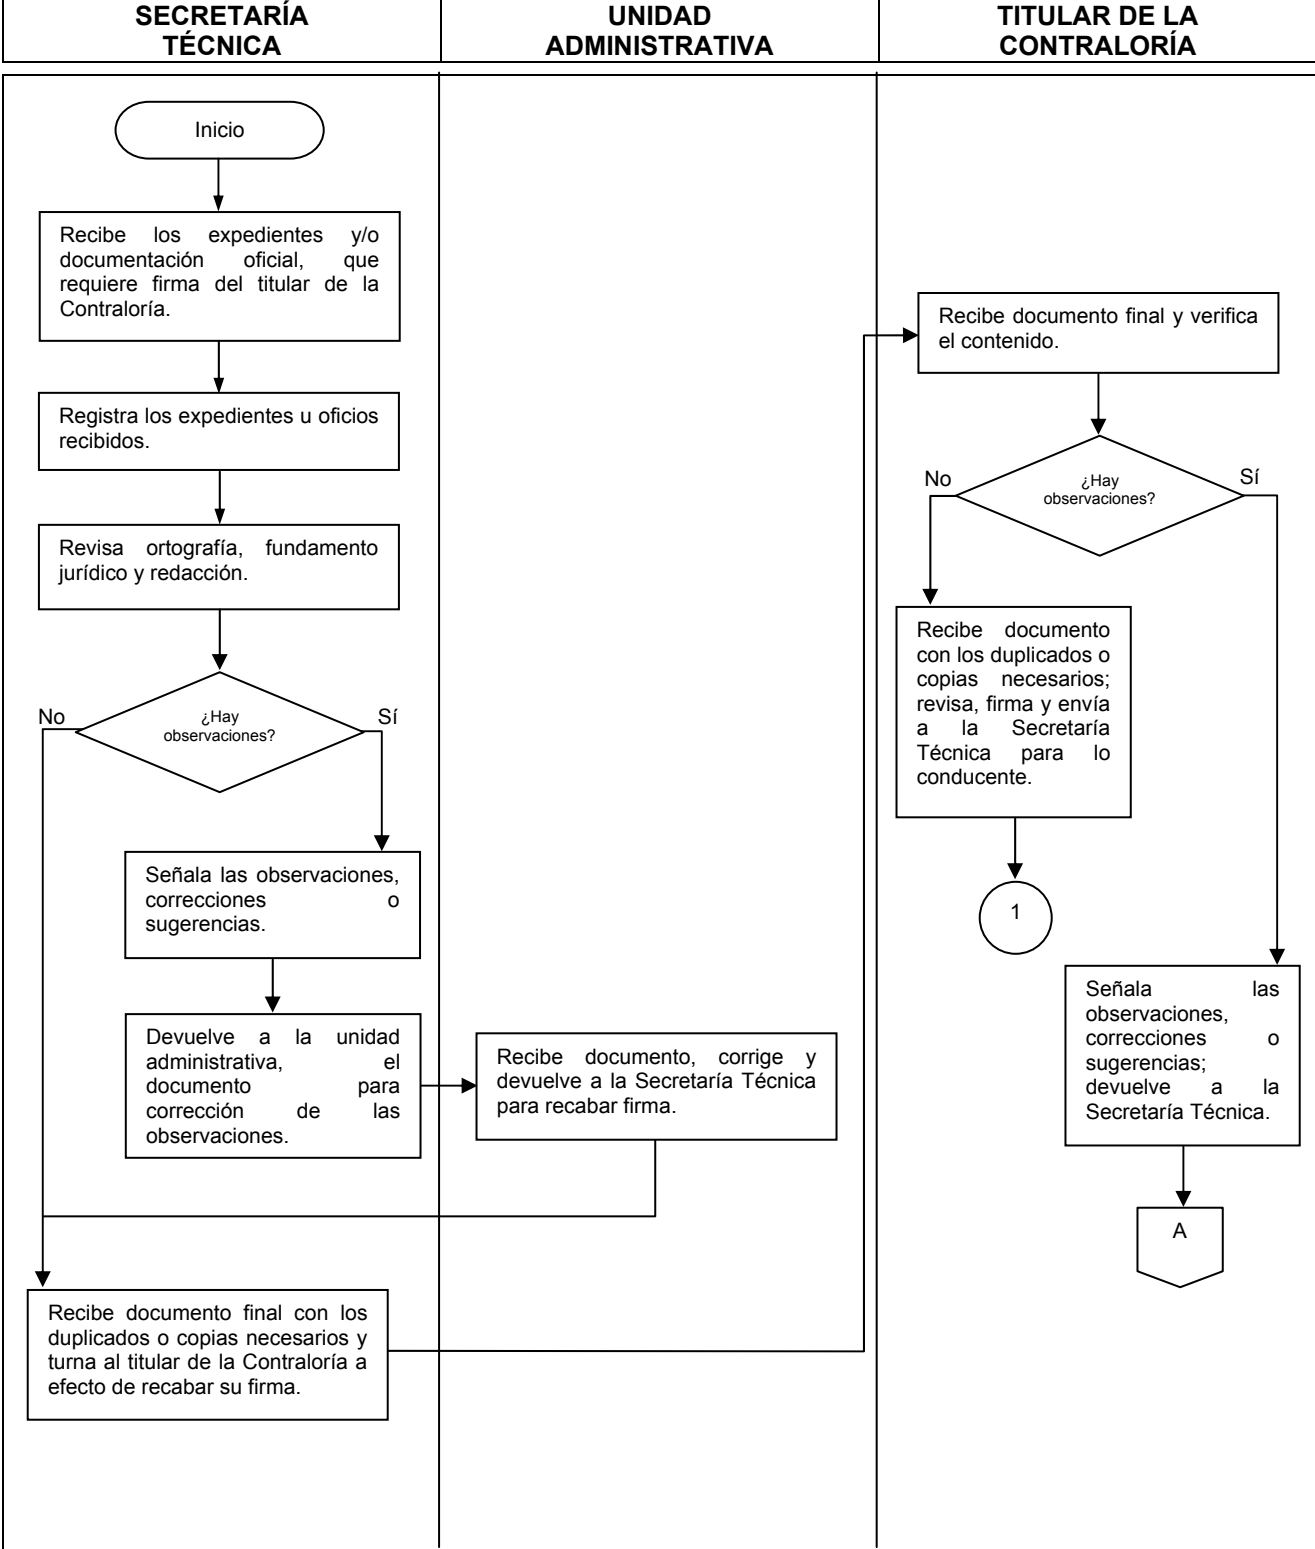 SECRETARÍA
TÉCNICA
UNIDAD
ADMINISTRATIVA
TITULAR DE LA
CONTRALORÍA
Inicio
Recibe los expedientes y/o
documentación oficial, que
requiere firma del titular de la
Contraloría.
Registra los expedientes u oficios
recibidos.
Revisa ortografía, fundamento
jurídico y redacción.
No
¿Hay
observaciones?
Sí
Señala las observaciones,
correcciones o
sugerencias.
Devuelve a la unidad
administrativa, el
documento para
corrección de las
observaciones.
Recibe documento, corrige y
devuelve a la Secretaría Técnica
para recabar firma.
Recibe documento final con los
duplicados o copias necesarios y
turna al titular de la Contraloría a
efecto de recabar su firma.
Recibe documento final y verifica
el contenido.
No
¿Hay
observaciones?
Sí
Recibe documento
con los duplicados o
copias necesarios;
revisa, firma y envía
a la Secretaría
Técnica para lo
conducente.
1
Señala las
observaciones,
correcciones o
sugerencias;
devuelve a la
Secretaría Técnica.
A